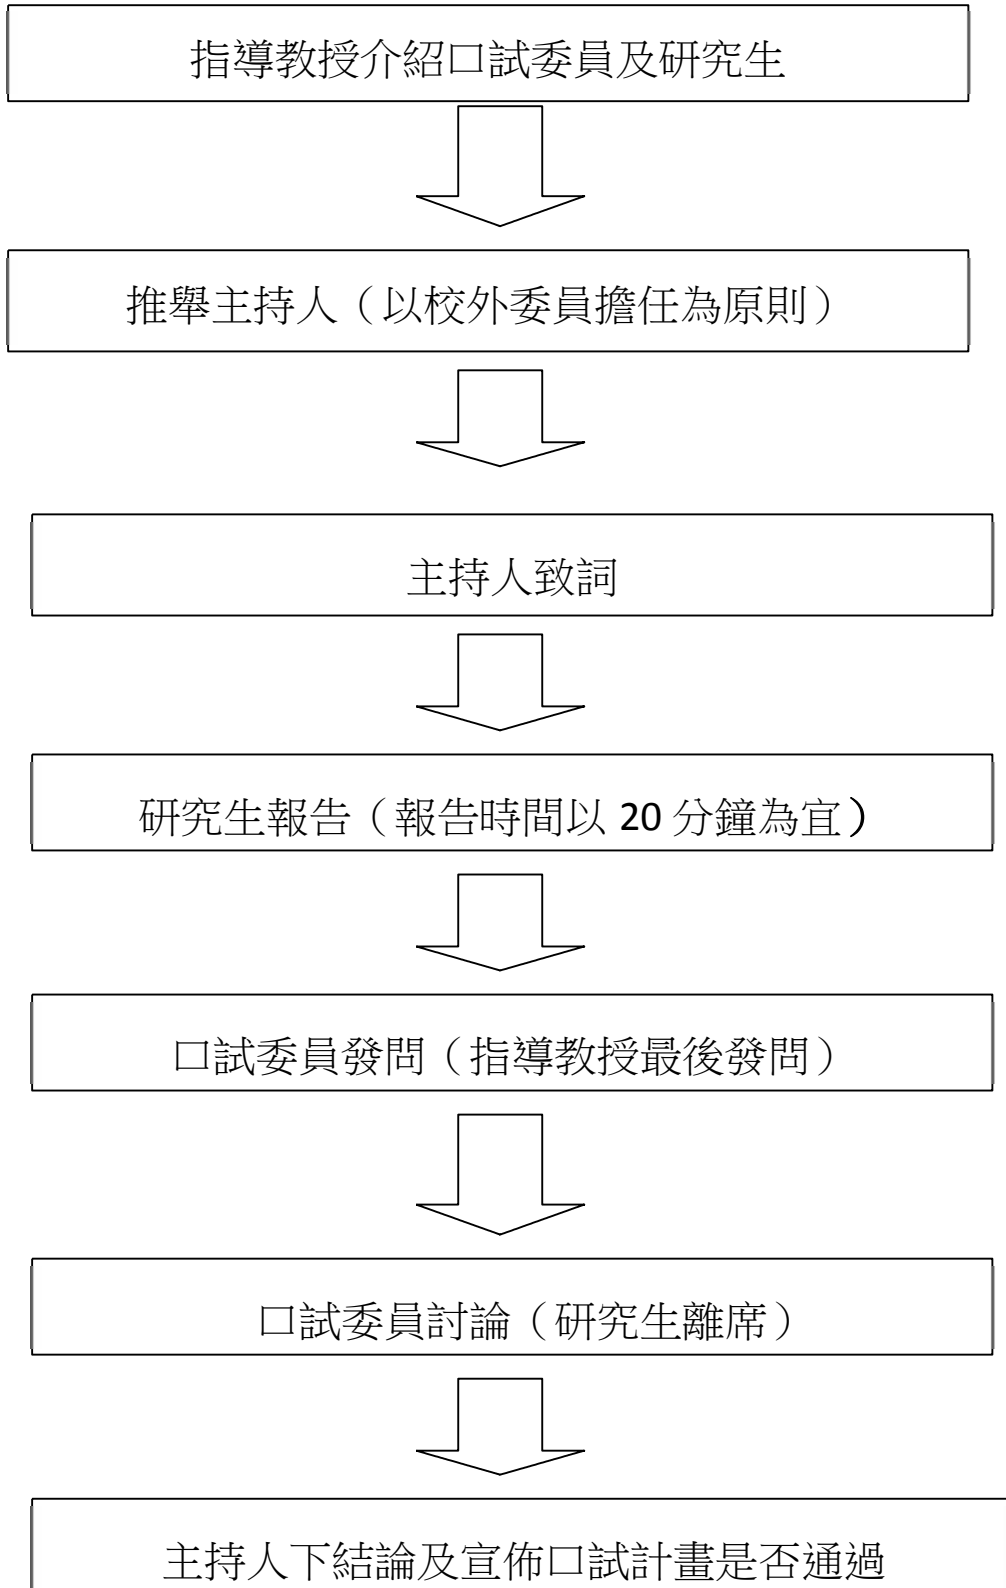 指導教授介紹口試委員及研究生
推舉主持人（以校外委員擔任為原則）
主持人致詞
研究生報告（報告時間以 20 分鐘為宜）
口試委員發問（指導教授最後發問）
口試委員討論（研究生離席）
主持人下結論及宣佈口試計畫是否通過